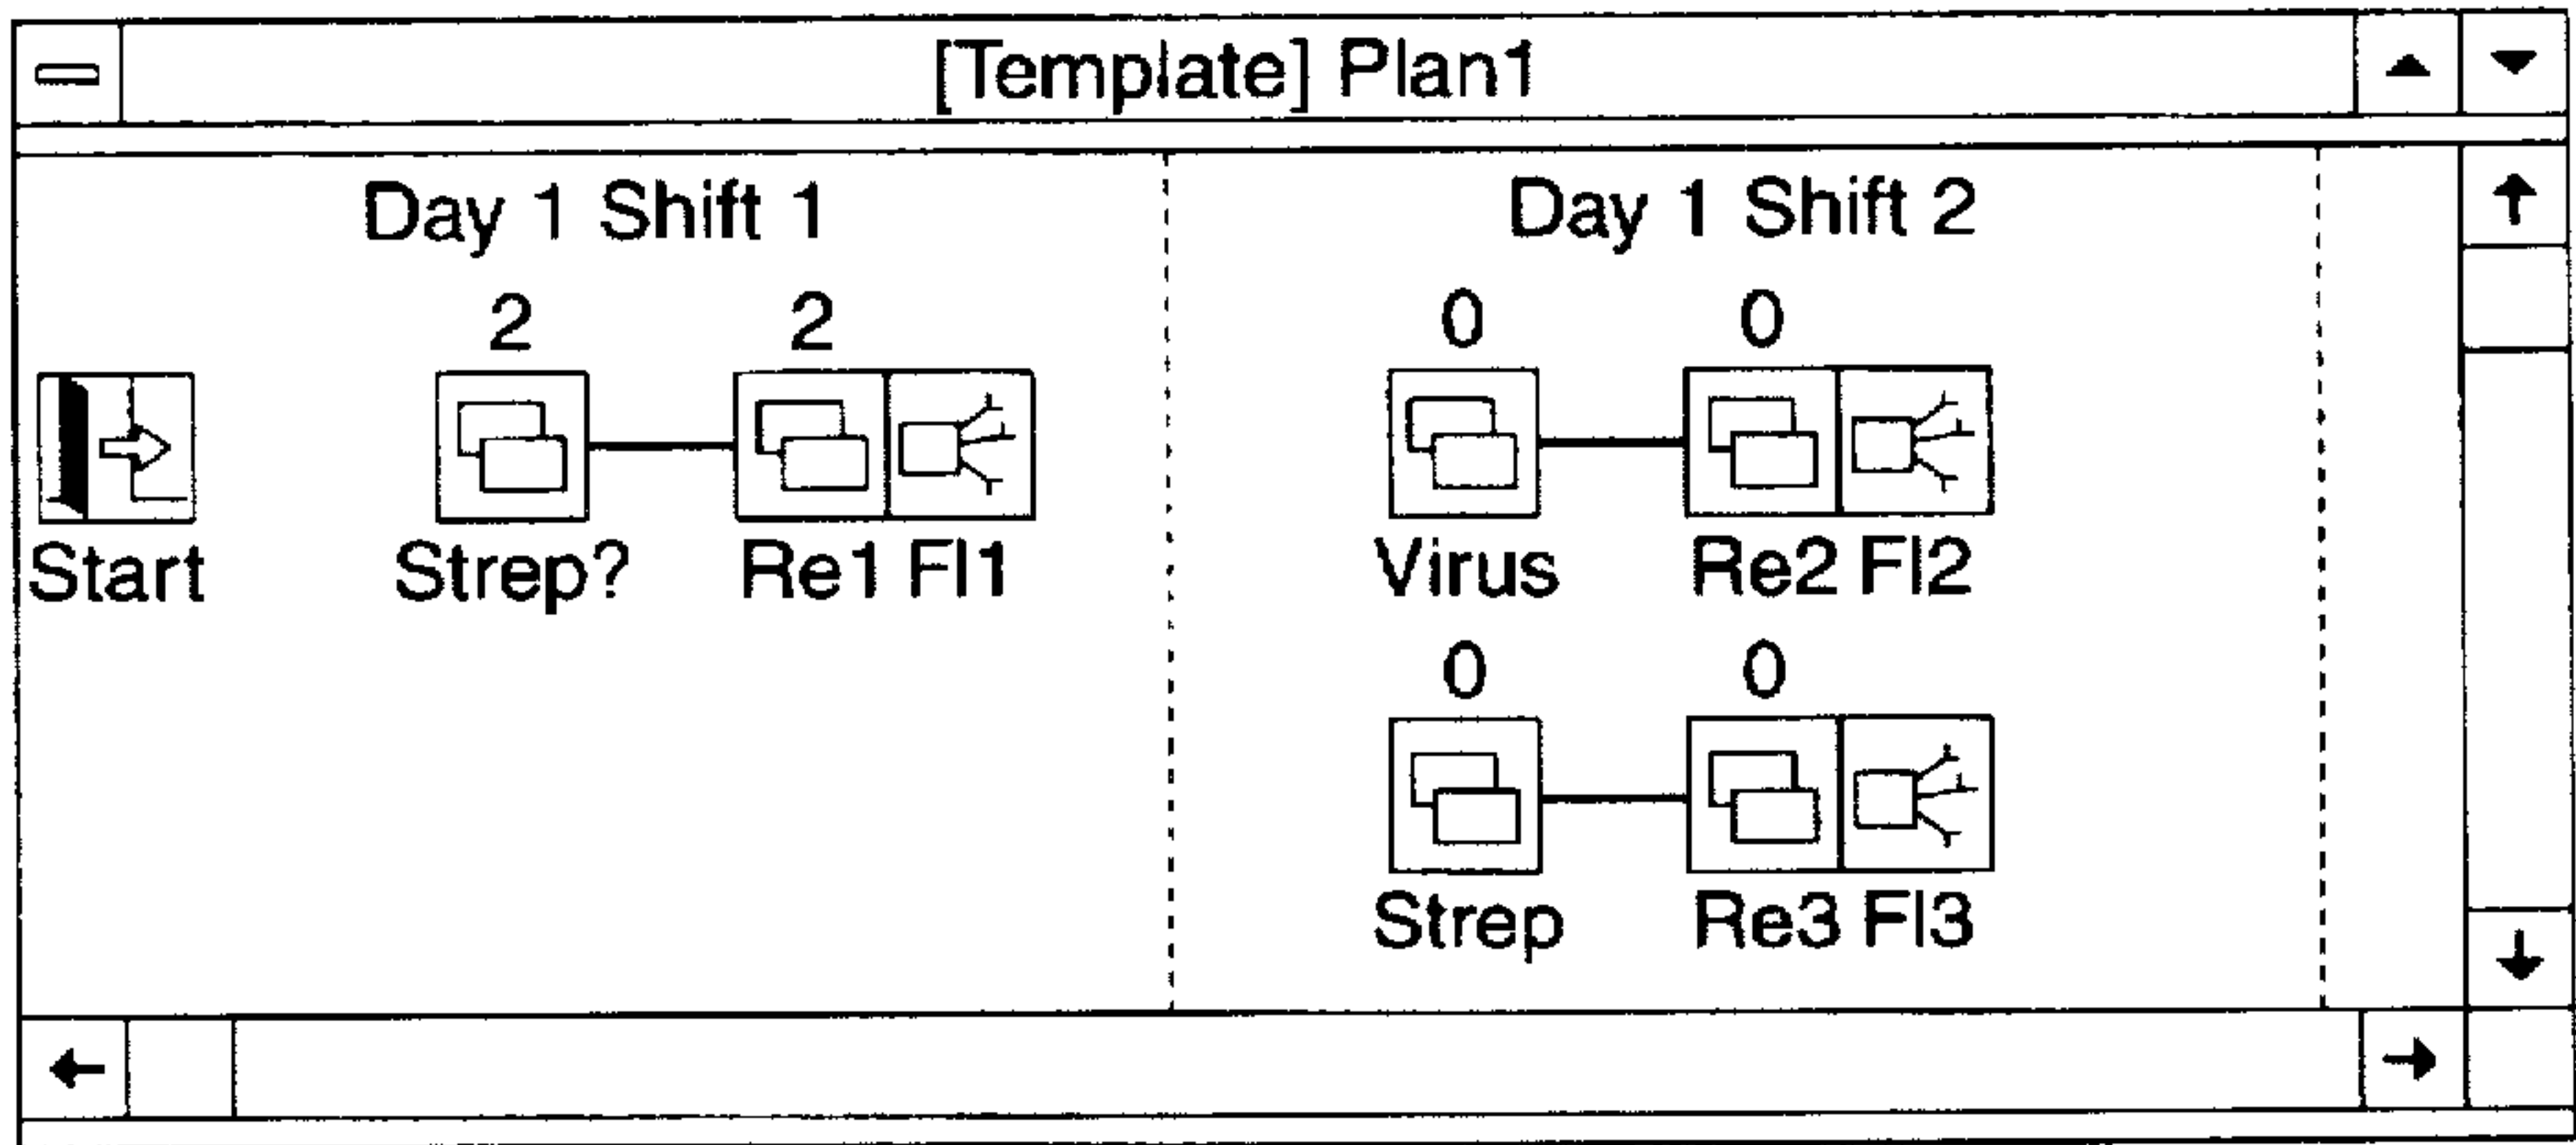 [Template] Plan1
Day 1 Shift 1
Day 1 Shift 2
2 2
0 0
Start
Strep? Re1 Fl1
Virus Re2 Fl2
0 0
Strep Re3 Fl3